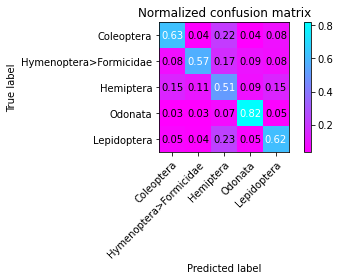 Normalized confusion matrix
True label
Coleoptera 0.63 0.04 0.22 0.04 0.08
Hymenoptera>Formicidae 0.08 0.57 0.17 0.09 0.08
Hemiptera 0.15 0.11 0.51 0.09 0.15
Odonata 0.03 0.03 0.07 0.82 0.05
Lepidoptera 0.05 0.04 0.23 0.05 0.62
Coleoptera
Hymenoptera>Formicidae
Hemiptera
Odonata
Lepidoptera
Predicted label
0.8
0.6
0.4
0.2